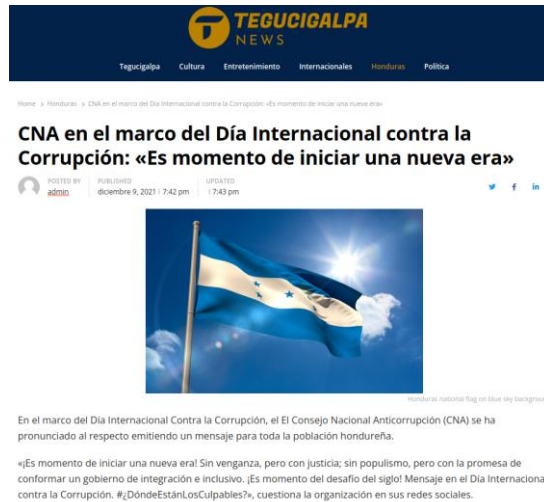 TEGUCIGALPA
NEWS
Tegucigalpa Cultura Entretenimiento Internacionales Honduras Política
Home > Honduras > CNA en el marco del Día Internacional contra la Corrupción: «Es momento de iniciar una nueva era»
CNA en el marco del Día Internacional contra la
Corrupción: «Es momento de iniciar una nueva era»
POSTED BY PUBLISHED UPDATED
admin diciembre 9, 2021 | 7:42 pm | 7:43 pm
Honduras national flag on blue sky background
En el marco del Día Internacional Contra la Corrupción, el El Consejo Nacional Anticorrupción (CNA) se ha
pronunciado al respecto emitiendo un mensaje para toda la población hondureña.
«¡Es momento de iniciar una nueva era! Sin venganza, pero con justicia; sin populismo, pero con la promesa de
conformar un gobierno de integración e inclusivo. ¡Es momento del desafío del siglo! Mensaje en el Día Internacional
contra la Corrupción. #¿DóndeEstánLosCulpables?», cuestiona la organización en sus redes sociales.